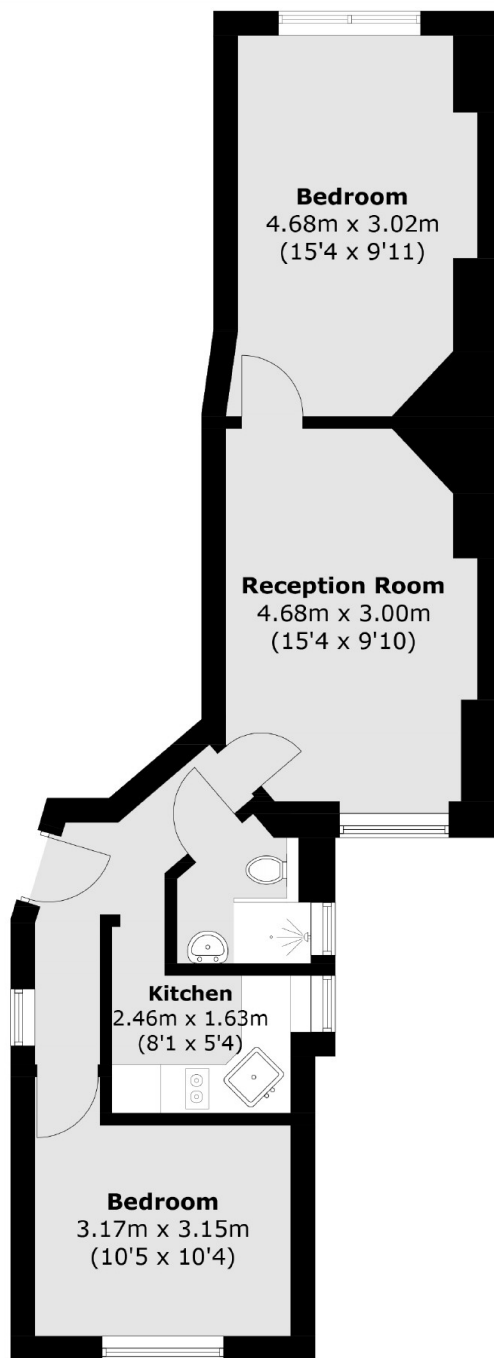 Bedroom
4.68m x 3.02m
(15'4 x 9'11)
Reception Room
4.68m x 3.00m
(15'4 x 9'10)
Kitchen
2.46m x 1.63m
(8'1 x 5'4)
Bedroom
3.17m x 3.15m
(10'5 x 10'4)